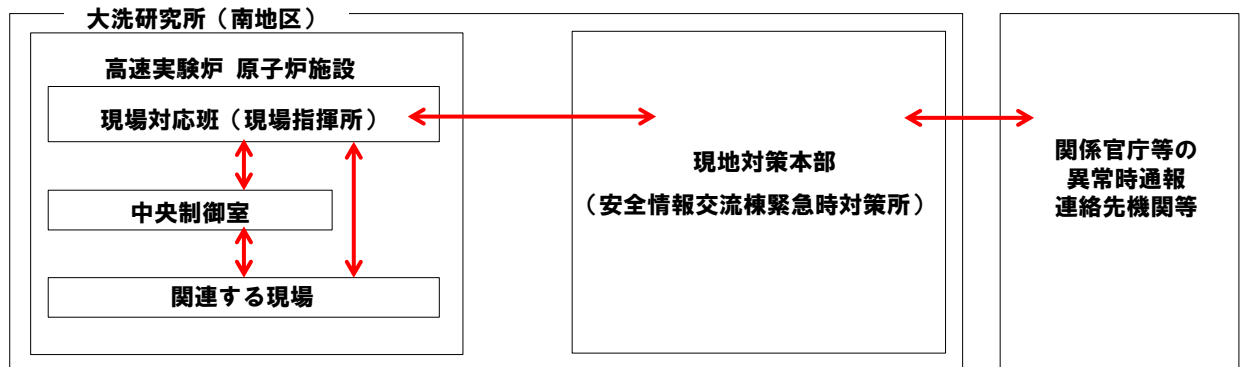 大洗研究所（南地区）
高速実験炉 原子炉施設
現場対応班（現場指揮所）
中央制御室
関連する現場
現地対策本部
（安全情報交流棟緊急時対策所）
関係官庁等の
異常時通報
連絡先機関等